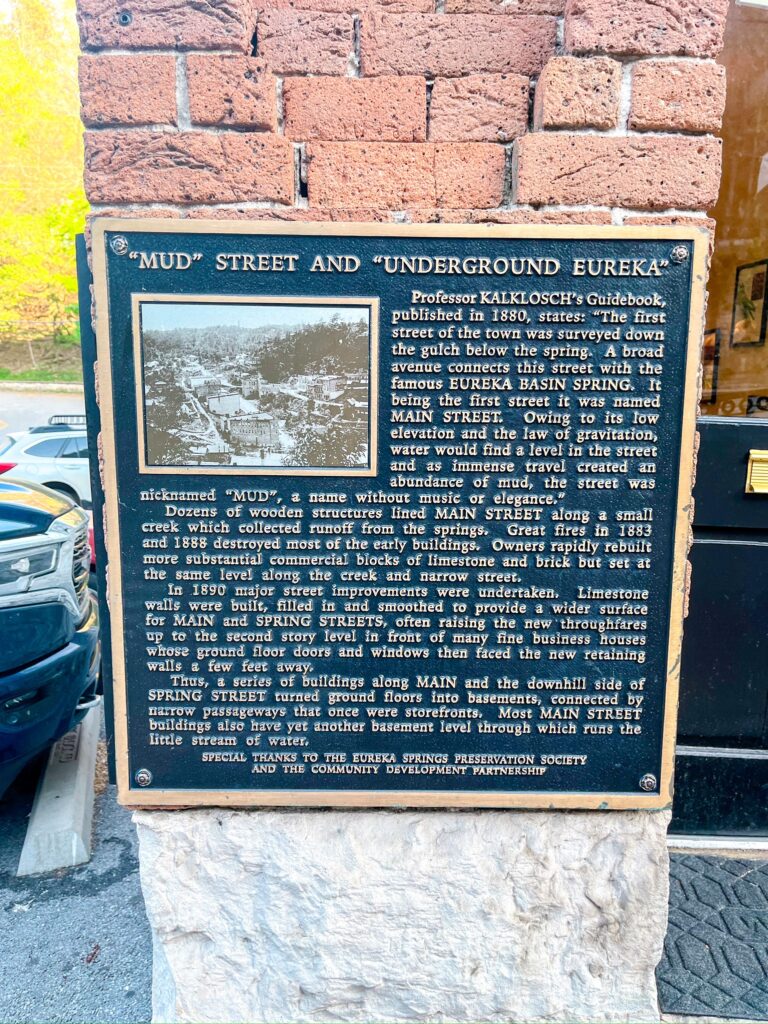 "MUD" STREET AND "UNDERGROUND EUREKA"
Professor KALKLOSCH's Guidebook,
published in 1880, states: "The first
street of the town was surveyed down
the gulch below the spring. A broad
avenue connects this street with the
famous EUREKA BASIN SPRING. It
being the first street it was named
MAIN STREET. Owing to its low
elevation and the law of gravitation,
water would find a level in the street
and as immense travel created an
abundance of mud, the street was
nicknamed "MUD", a name without music or elegance."
Dozens of wooden structures lined MAIN STREET along a small
creek which collected runoff from the springs. Great fires in 1883
and 1888 destroyed most of the early buildings. Owners rapidly rebuilt
more substantial commercial blocks of limestone and brick but set at
the same level along the creek and narrow street.
In 1890 major street improvements were undertaken. Limestone
walls were built, filled in and smoothed to provide a wider surface
for MAIN and SPRING STREETS, often raising the new throughfares
up to the second story level in front of many fine business houses
whose ground floor doors and windows then faced the new retaining
walls a few feet away.
Thus, a series of buildings along MAIN and the downhill side of
SPRING STREET turned ground floors into basements, connected by
narrow passageways that once were storefronts. Most MAIN STREET
buildings also have yet another basement level through which runs the
little stream of water.
SPECIAL THANKS TO THE EUREKA SPRINGS PRESERVATION SOCIETY
AND THE COMMUNITY DEVELOPMENT PARTNERSHIP